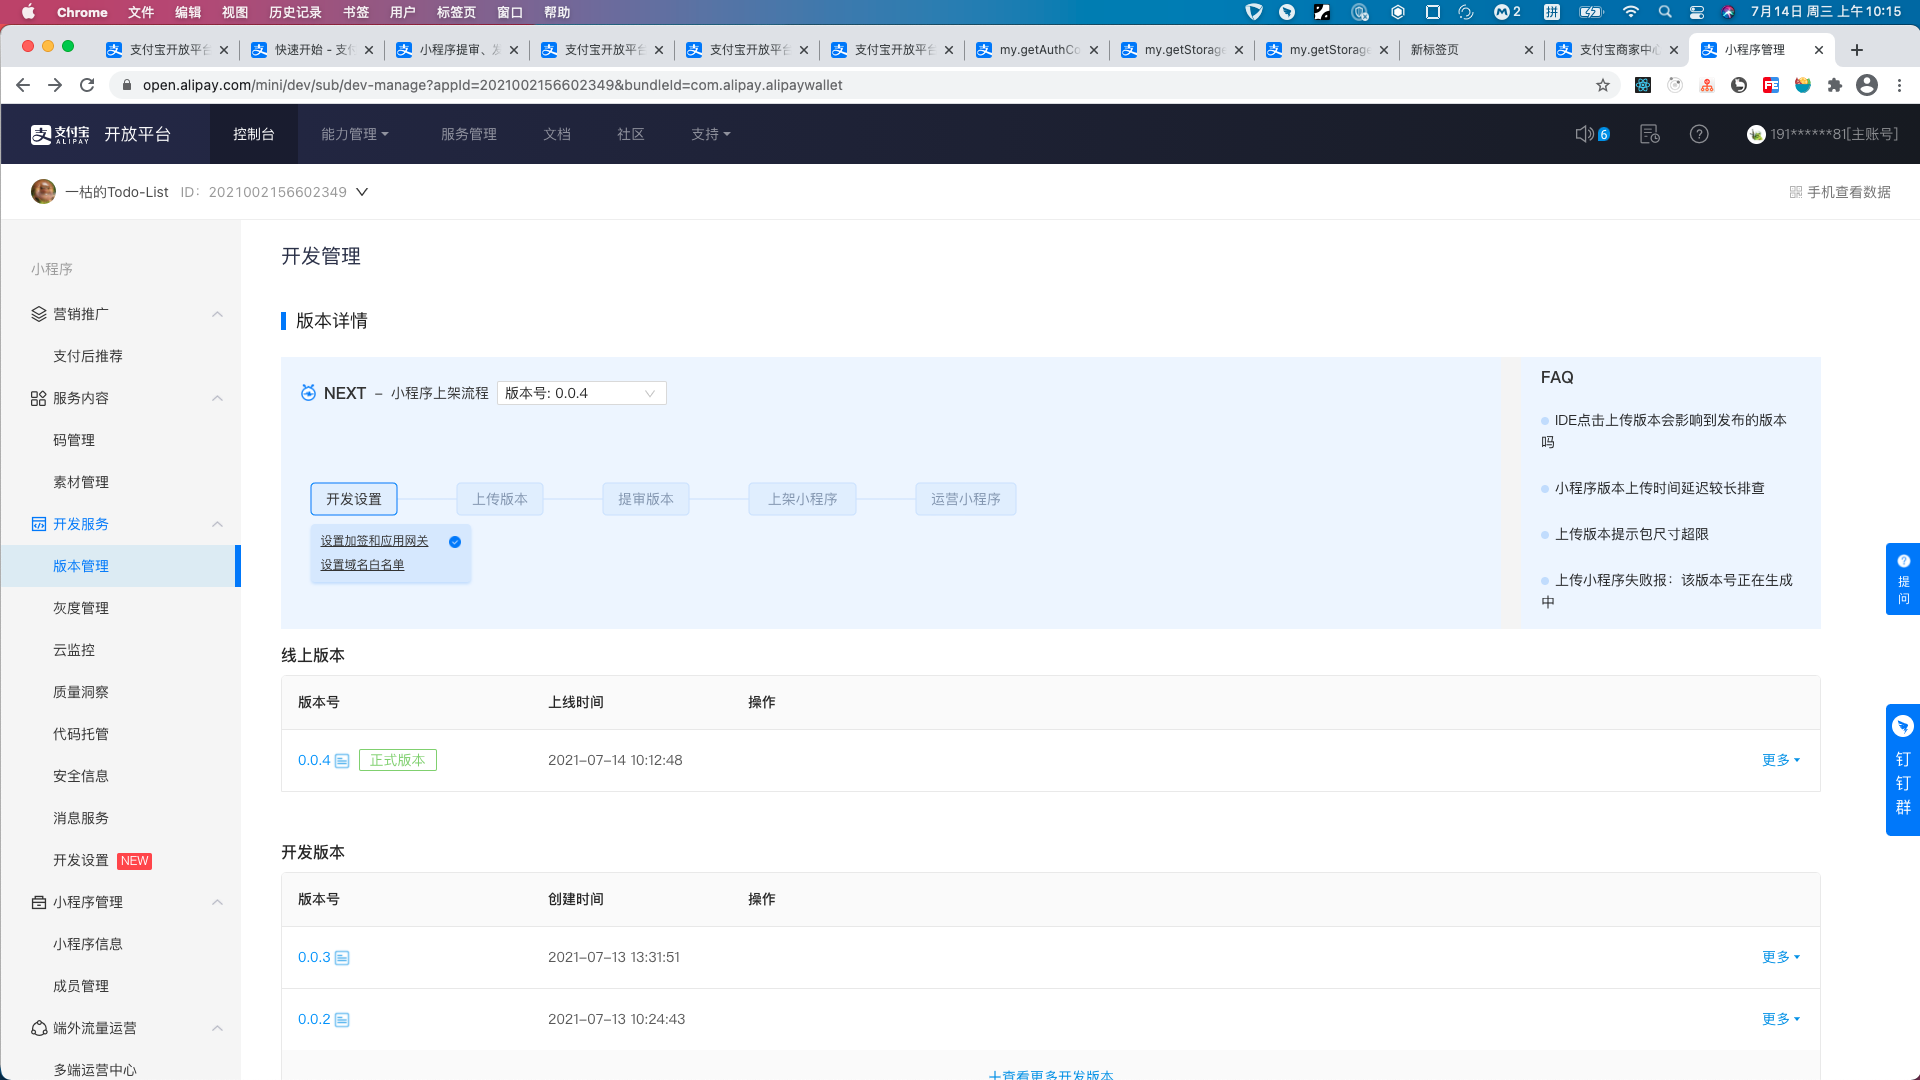 Chrome 文件 编辑 视图 历史记录 书签 用户 标签页 窗口 帮助 2 拼 7月14日 周三 上午10:15
支付宝开放平台 快速开始 - 支付 小程序提审、发 支付宝开放平台 支付宝开放平台 支付宝开放平台 my.getAuthCo my.getStorage my.getStorage 新标签页 支付宝商家中心 小程序管理
open.alipay.com/mini/dev/sub/dev-manage?appId=2021002156602349&bundleId=com.alipay.alipaywallet
支付宝 ALIPAY 开放平台 控制台 能力管理 服务管理 文档 社区 支持 6 191******81[主账号]
一枯的Todo-List ID: 2021002156602349 手机查看数据
小程序
营销推广
支付后推荐
服务内容
码管理
素材管理
开发服务
版本管理
灰度管理
云监控
质量洞察
代码托管
安全信息
消息服务
开发设置 NEW
小程序管理
小程序信息
成员管理
端外流量运营
多端运营中心
开发管理
版本详情
NEXT – 小程序上架流程 版本号: 0.0.4
开发设置 上传版本 提审版本 上架小程序 运营小程序
设置加签和应用网关
设置域名白名单
FAQ
IDE点击上传版本会影响到发布的版本
吗
小程序版本上传时间延迟较长排查
上传版本提示包尺寸超限
上传小程序失败报：该版本号正在生成
中
线上版本
版本号 上线时间 操作
0.0.4 正式版本 2021-07-14 10:12:48 更多
开发版本
版本号 创建时间 操作
0.0.3 2021-07-13 13:31:51 更多
0.0.2 2021-07-13 10:24:43 更多
+查看更多开发版本
提
问
钉
钉
群